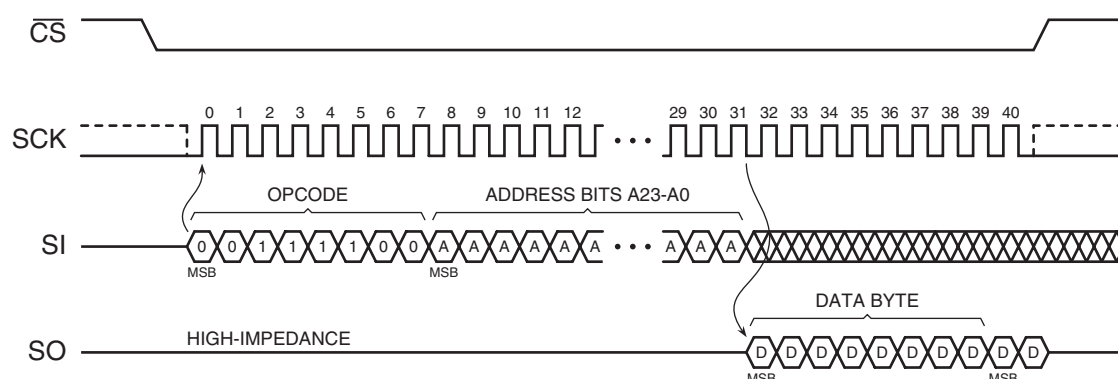 CS
0 1 2 3 4 5 6 7 8 9 10 11 12 29 30 31 32 33 34 35 36 37 38 39 40
SCK
OPCODE ADDRESS BITS A23-A0
SI 0 0 1 1 1 1 0 0 A A A A A A • • • A A A
MSB MSB
DATA BYTE
HIGH-IMPEDANCE
SO D D D D D D D D D D
MSB MSB